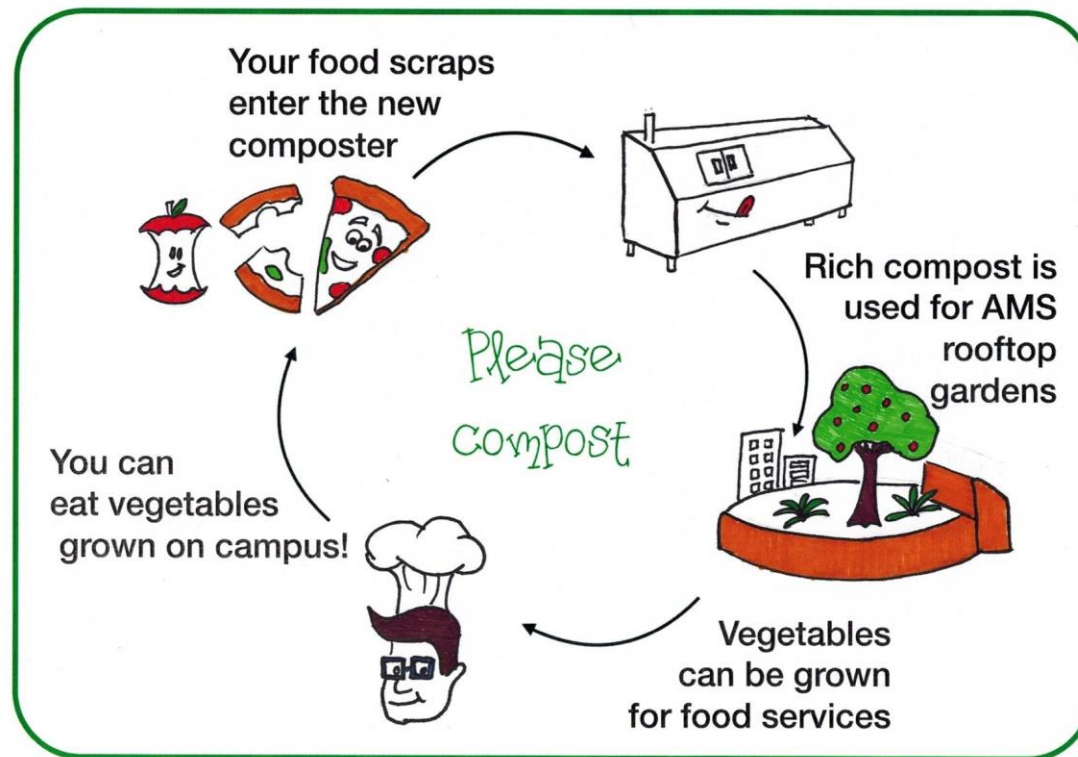 Your food scraps
enter the new
composter
Rich compost is
used for AMS
rooftop
gardens
Please
compost
You can
eat vegetables
grown on campus!
Vegetables
can be grown
for food services